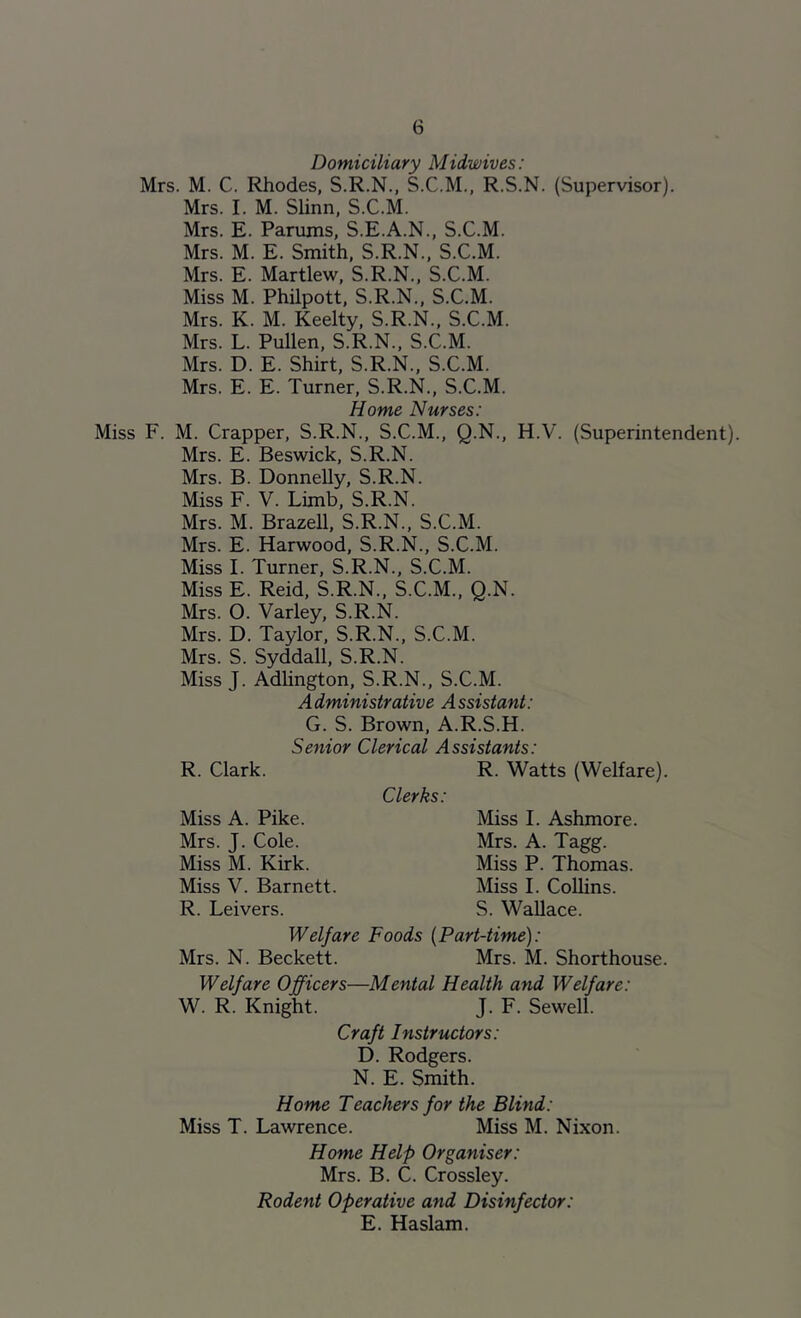 6
Domiciliary Midwives:
Mrs. M. C. Rhodes, S.R.N., S.C.M., R.S.N. (Supervisor).
Mrs. I. M. Slinn, S.C.M.
Mrs. E. Parums, S.E.A.N., S.C.M.
Mrs. M. E. Smith, S.R.N., S.C.M.
Mrs. E. Martlew, S.R.N., S.C.M.
Miss M. Philpott, S.R.N., S.C.M.
Mrs. K. M. Keelty, S.R.N., S.C.M.
Mrs. L. Pullen, S.R.N., S.C.M.
Mrs. D. E. Shirt, S.R.N., S.C.M.
Mrs. E. E. Turner, S.R.N., S.C.M.
Home Nurses:
Miss F. M. Crapper, S.R.N., S.C.M., Q.N., H.V. (Superintendent).
Mrs. E. Beswick, S.R.N.
Mrs. B. Donnelly, S.R.N.
Miss F. V. Limb, S.R.N.
Mrs. M. Brazell, S.R.N., S.C.M.
Mrs. E. Harwood, S.R.N., S.C.M.
Miss I. Turner, S.R.N., S.C.M.
Miss E. Reid, S.R.N., S.C.M., Q.N.
Mrs. O. Varley, S.R.N.
Mrs. D. Taylor, S.R.N., S.C.M.
Mrs. S. Syddall, S.R.N.
Miss J. Adlington, S.R.N., S.C.M.
Administrative Assistant:
G. S. Brown, A.R.S.H.
Senior Clerical Assistants:
R. Clark. R. Watts (Welfare).
Clerks:
Miss A. Pike. Miss I. Ashmore.
Mrs. J. Cole. Mrs. A. Tagg.
Miss M. Kirk. Miss P. Thomas.
Miss V. Barnett. Miss I. Collins.
R. Leivers. S. Wallace.
Welfare Foods (Part-time):
Mrs. N. Beckett. Mrs. M. Shorthouse.
Welfare Officers—Mental Health and Welfare:
W. R. Knight. J. F. Sewell.
Craft Instructors:
D. Rodgers.
N. E. Smith.
Home Teachers for the Blind:
Miss T. Lawrence. Miss M. Nixon.
Home Help Organiser:
Mrs. B. C. Crossley.
Rodent Operative and Disinfector:
E. Haslam.